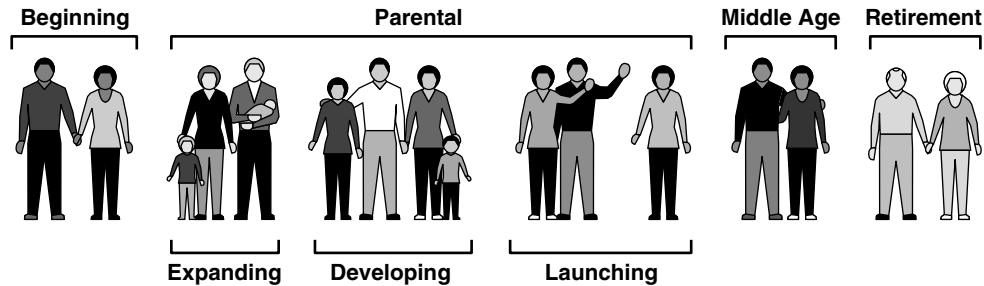 Beginning
Parental
Middle Age
Retirement
Expanding
Developing
Launching